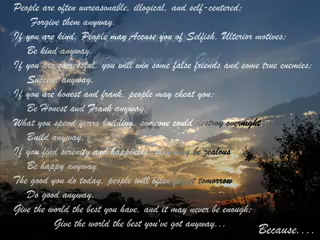 People are often unreasonable, illogical, and self-centered;
Forgive them anyway.
If you are kind, People may Accuse you of Selfish, Ulterior motives;
Be kind anyway.
If you are successful, you will win some false friends and some true enemies;
Succeed anyway.
If you are honest and frank, people may cheat you;
Be Honest and Frank anyway.
What you spend years building, someone could destroy overnight
Build anyway.
If you find serenity and happiness, may be jealous
Be happy anyway.
The good you do today, people will often forget tomorrow
Do good anyway.
Give the world the best you have, and it may never be enough;
Give the world the best you've got anyway...
Because....